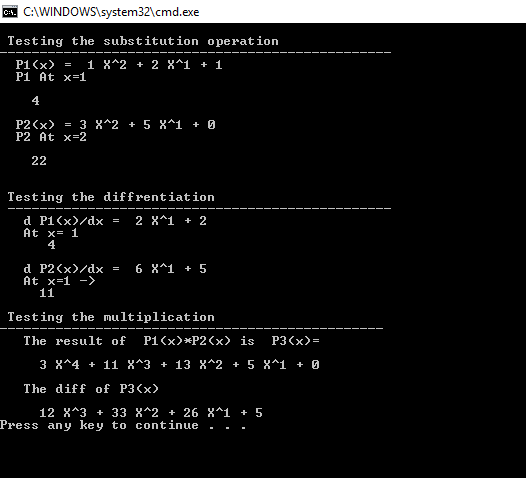 C:\WINDOWS\system32\cmd.exe
Testing the substitution operation
------------------------------------------------
P1(x) =  1 X^2 + 2 X^1 + 1
P1 At x=1
4
P2(x) = 3 X^2 + 5 X^1 + 0
P2 At x=2
22
Testing the diffrentiation
------------------------------------------------
d P1(x)/dx =  2 X^1 + 2
At x= 1
4
d P2(x)/dx =  6 X^1 + 5
At x=1 ->
11
Testing the multiplication
------------------------------------------------
The result of  P1(x)*P2(x) is  P3(x)=
3 X^4 + 11 X^3 + 13 X^2 + 5 X^1 + 0
The diff of P3(x)
12 X^3 + 33 X^2 + 26 X^1 + 5
Press any key to continue . . .